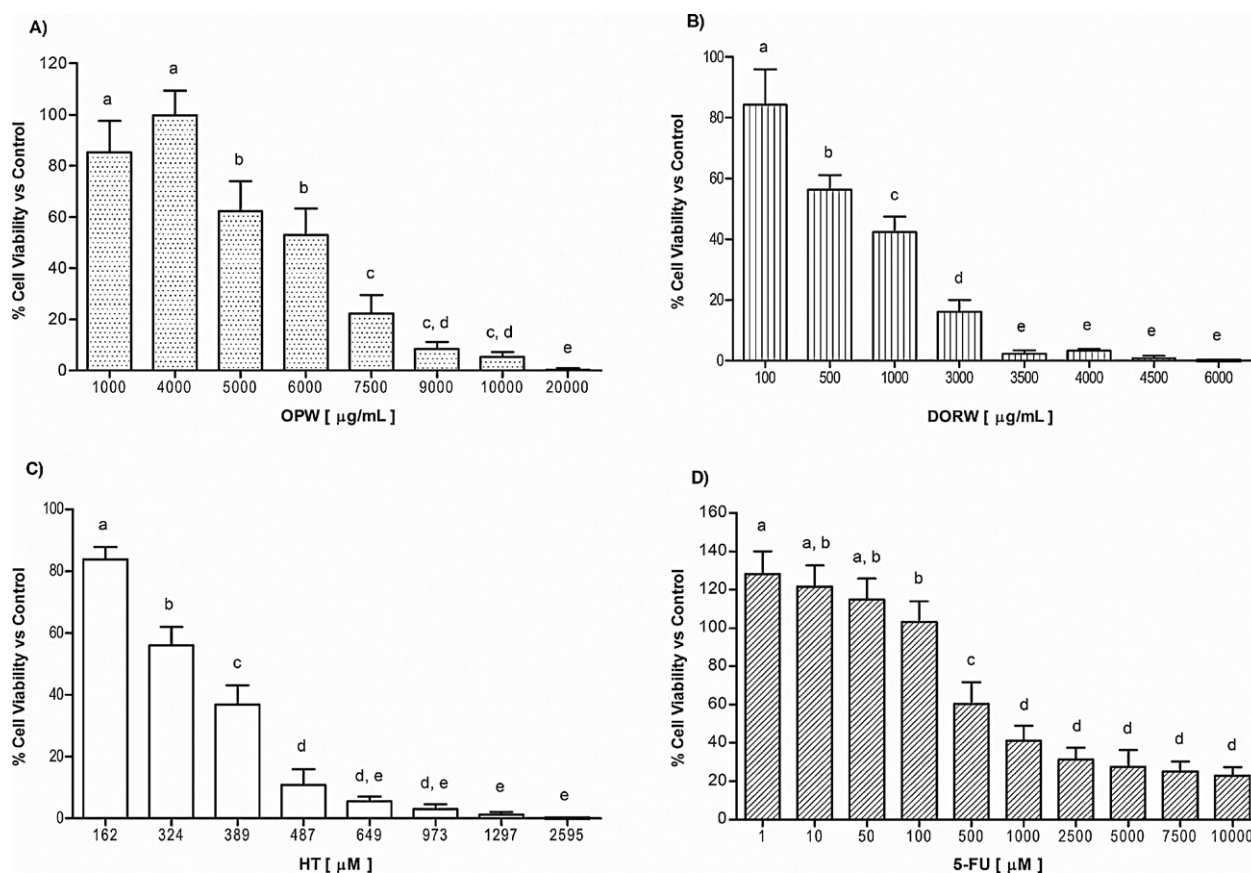 A)
% Cell Viability vs Control
120
100
80
60
40
20
0
a
a
b
b
c
c, d
c, d
e
1000 4000 5000 6000 7500 9000 10000 20000
OPW [ μg/mL ]
B)
% Cell Viability vs Control
100
80
60
40
20
0
a
b
c
d
e
e
e
e
100 500 1000 3000 3500 4000 4500 6000
DORW [ μg/mL ]
C)
% Cell Viability vs Control
100
80
60
40
20
0
a
b
c
d
d, e
d, e
e
e
162 324 389 487 649 973 1297 2595
HT [ μM ]
D)
% Cell Viability vs Control
160
140
120
100
80
60
40
20
0
a
a, b
a, b
b
c
d
d
d
d
d
1 10 50 100 500 1000 2500 5000 7500 10000
5-FU [ μM ]